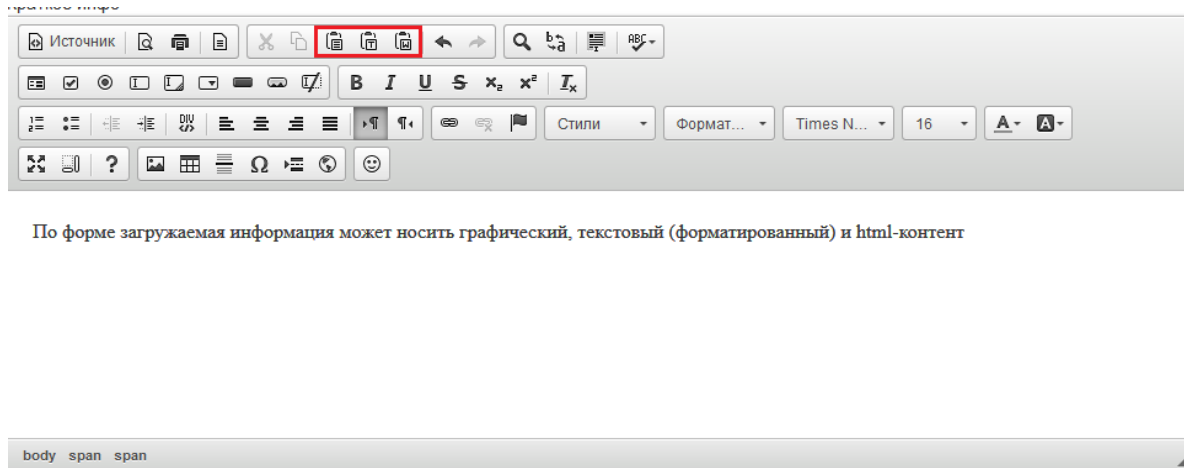 Источник
ABC
B I U S x₂ x² Ix
DIV
Стили Формат... Times N... 16 A A
? Ω
По форме загружаемая информация может носить графический, текстовый (форматированный) и html-контент
body span span